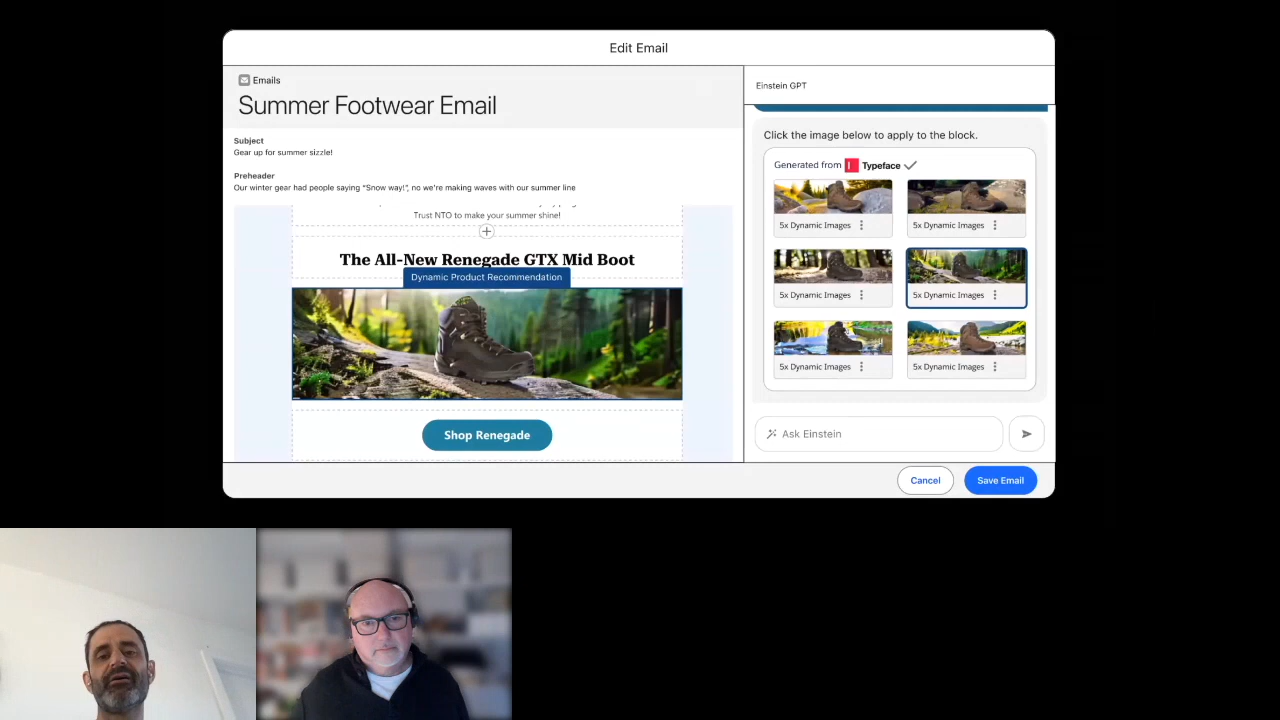 Edit Email
Emails
Summer Footwear Email
Subject
Gear up for summer sizzle!
Preheader
Our winter gear had people saying “Snow way!”, no we're making waves with our summer line
Trust NTO to make your summer shine!
The All-New Renegade GTX Mid Boot
Dynamic Product Recommendation
Shop Renegade
Einstein GPT
Click the image below to apply to the block.
Generated from Typeface
5x Dynamic Images
5x Dynamic Images
5x Dynamic Images
5x Dynamic Images
5x Dynamic Images
5x Dynamic Images
Ask Einstein
Cancel
Save Email